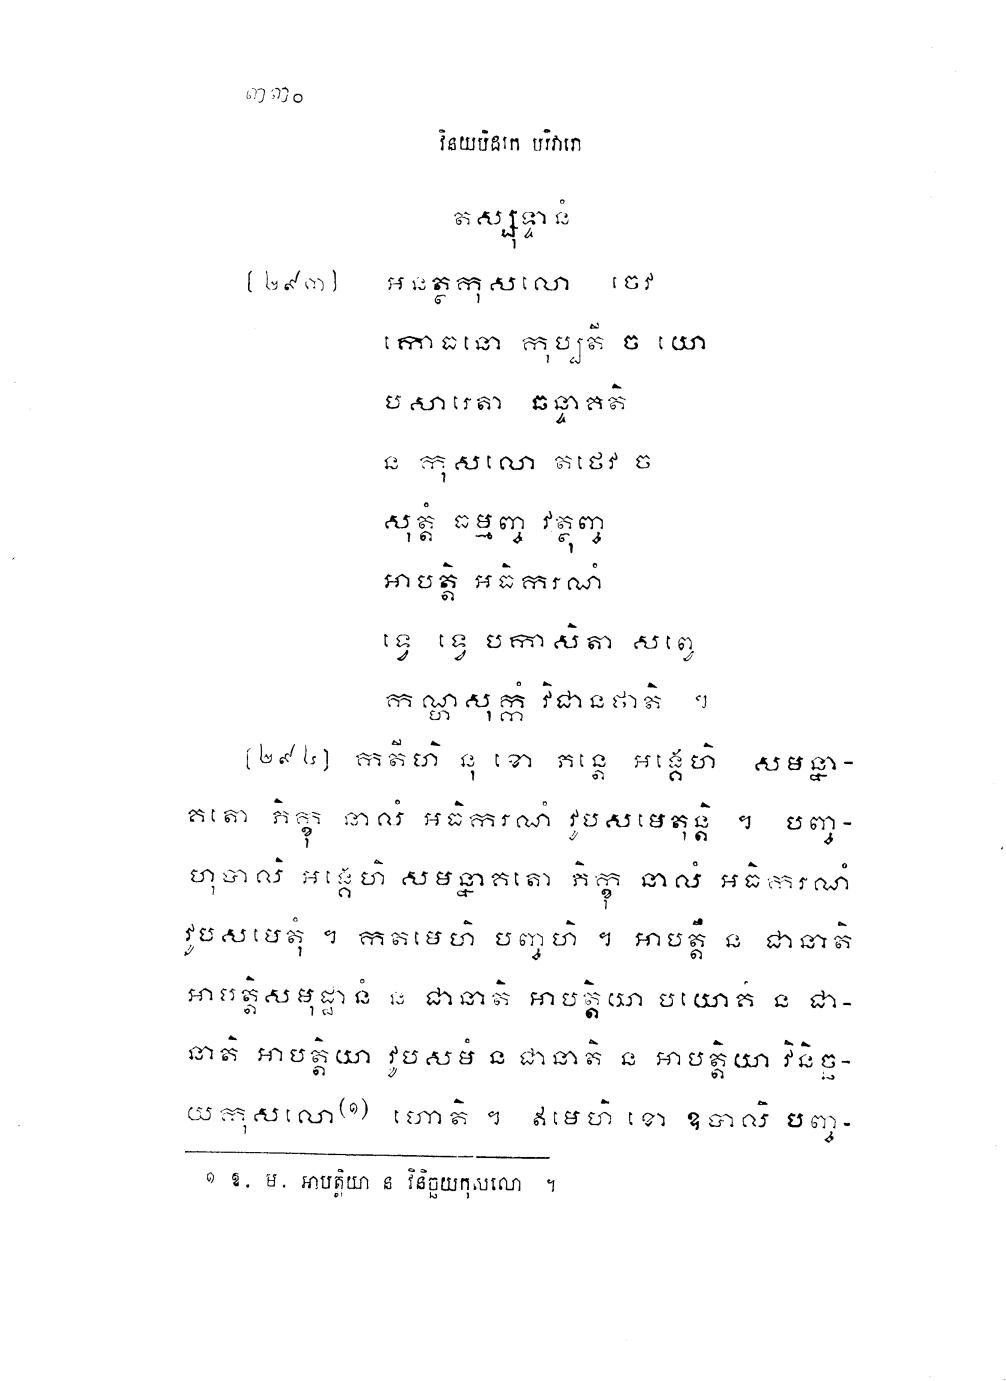 ៣៣០
វិនយបិដកេ បរិវារោ
តស្សុទ្ទានំ
(២៩៣) អនត្ថកុសលោ ចេវ
កោធនោ កុប្បតី ច យោ
បសារេតា ឆន្ទាគតិ
ន កុសលោ តថេវ ច
សុត្តំ ធម្មញ្ច វត្ថុញ្ច
អាបត្តិ អធិករណំ
ទ្វេ ទ្វេ បកាសិតា សព្វេ
កណ្ហសុក្កំ វិជានថាតិ ។
(២៩៤) កតីហិ នុ ខោ ភន្តេ អង្គេហិ សមន្នា-
គតោ ភិក្ខុ នាលំ អធិករណំ វូបសមេតុន្តិ ។ បញ្ច-
ហុបាលិ អង្គេហិ សមន្នាគតោ ភិក្ខុ នាលំ អធិករណំ
វូបសមេតុំ ។ កតមេហិ បញ្ចហិ ។ អាបត្តឹ ន ជានាតិ
អាបត្តិសមុដ្ឋានំ ន ជានាតិ អាបត្តិយា បយោគំ ន ជា-
នាតិ អាបត្តិយា វូបសមំ ន ជានាតិ ន អាបត្តិយា វិនិច្ឆ-
យកុសលោ(១) ហោតិ ។ ឥមេហិ ខោ ឧបាលិ បញ្ច-
១ ឱ. ម. អាបត្តិយា ន វិនិច្ឆយកុសលោ ។